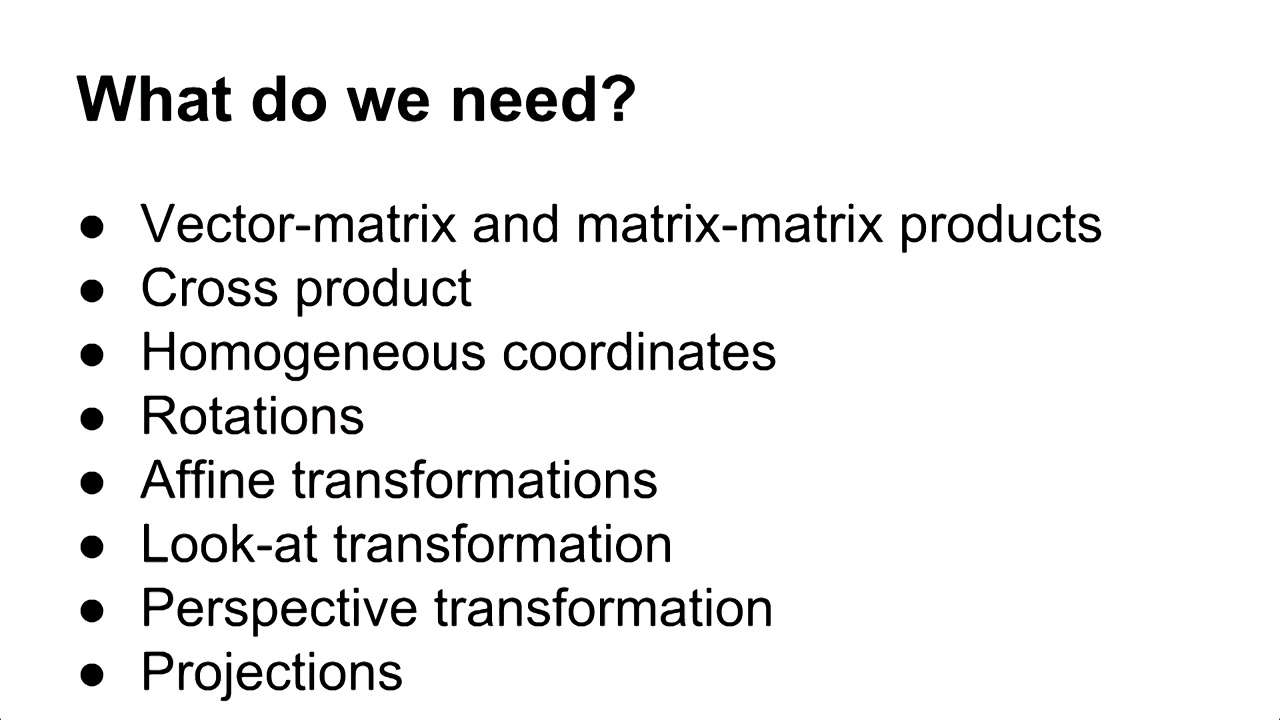 What do we need?
● Vector-matrix and matrix-matrix products
● Cross product
● Homogeneous coordinates
● Rotations
● Affine transformations
● Look-at transformation
● Perspective transformation
● Projections